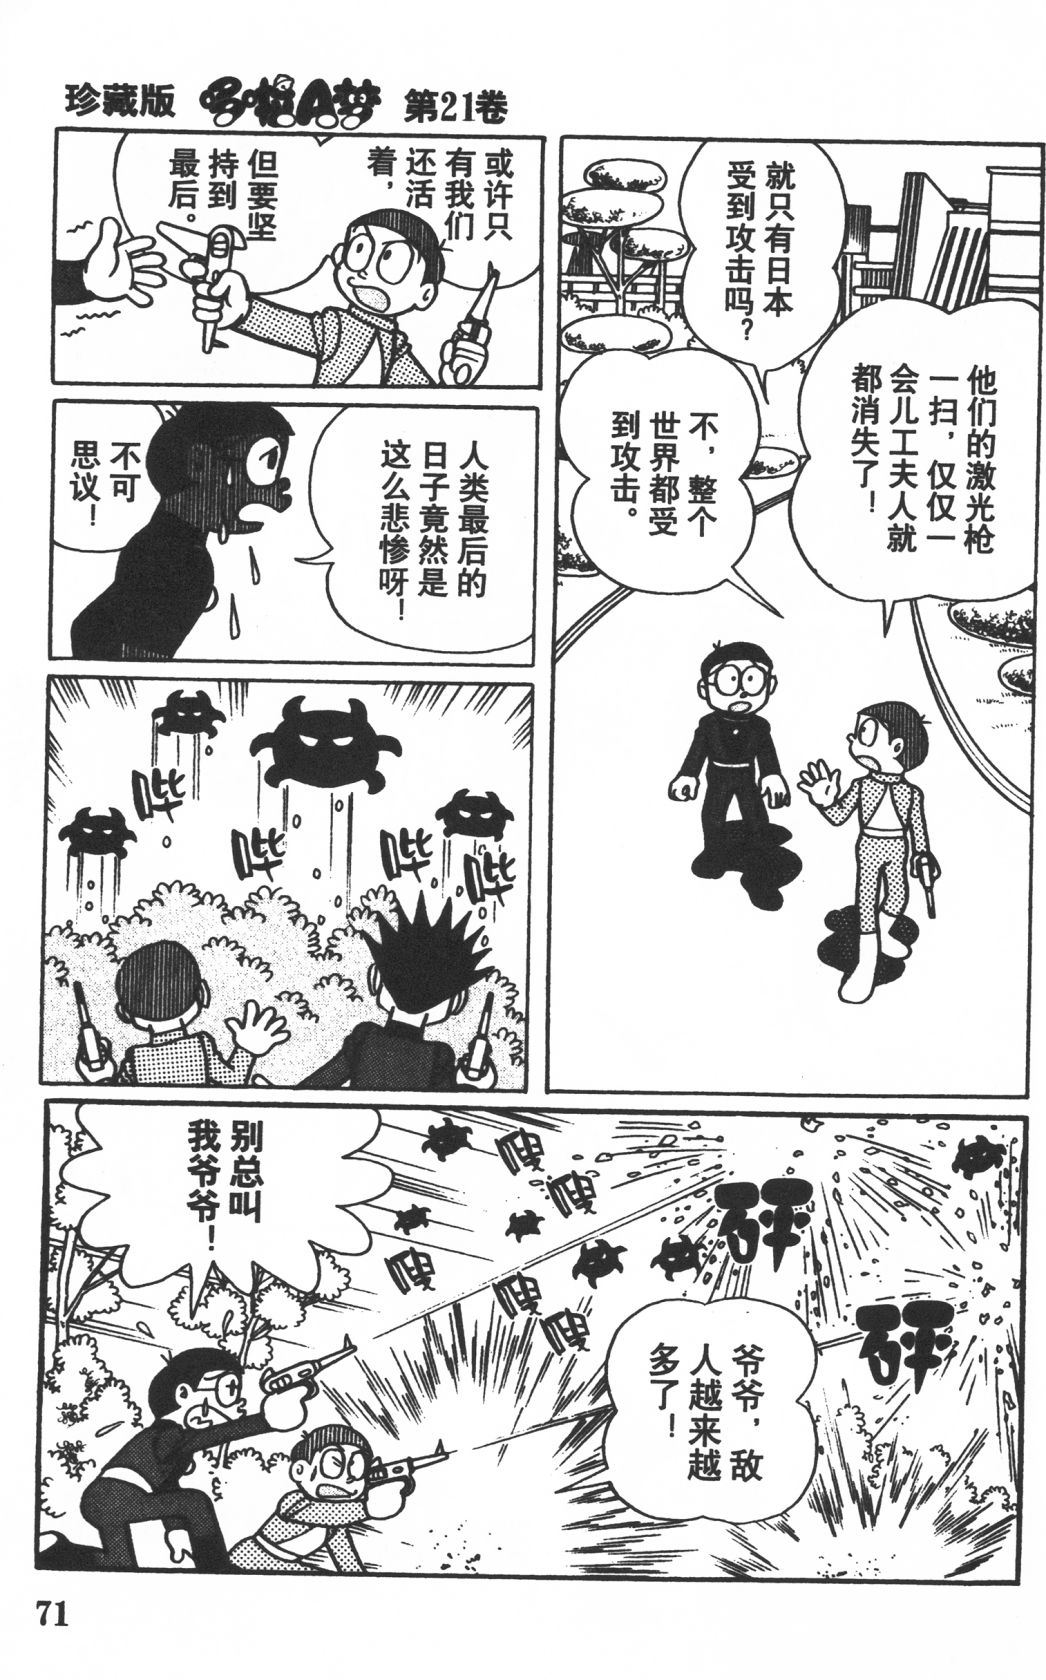 珍藏版 哆啦A梦 第21卷
就只有日本
受到攻击吗？
他们的激光枪
一扫，仅仅一
会儿工夫人就
都消失了！
不，整个
世界都受
到攻击。
或许只
有我们
还活
着，
但要坚
持到
最后。
人类最后的
日子竟然是
这么悲惨呀！
不可
思议！
哗
哗
哗
哗
别总叫
我爷爷！
嗖
嗖
嗖
嗖
嗖
砰
砰
爷爷，敌
人越来越
多了！
71